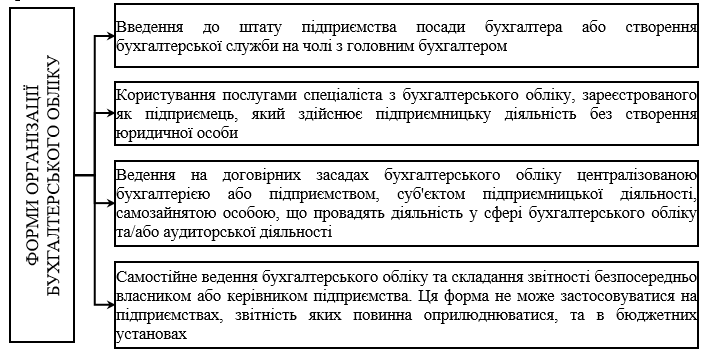 ФОРМИ ОРГАНІЗАЦІЇ
БУХГАЛТЕРСЬКОГО ОБЛІКУ
Введення до штату підприємства посади бухгалтера або створення
бухгалтерської служби на чолі з головним бухгалтером
Користування послугами спеціаліста з бухгалтерського обліку, зареєстрованого
як підприємець, який здійснює підприємницьку діяльність без створення
юридичної особи
Ведення на договірних засадах бухгалтерського обліку централізованою
бухгалтерією або підприємством, суб'єктом підприємницької діяльності,
самозайнятою особою, що провадять діяльність у сфері бухгалтерського обліку
та/або аудиторської діяльності
Самостійне ведення бухгалтерського обліку та складання звітності безпосередньо
власником або керівником підприємства. Ця форма не може застосовуватися на
підприємствах, звітність яких повинна оприлюднюватися, та в бюджетних
установах